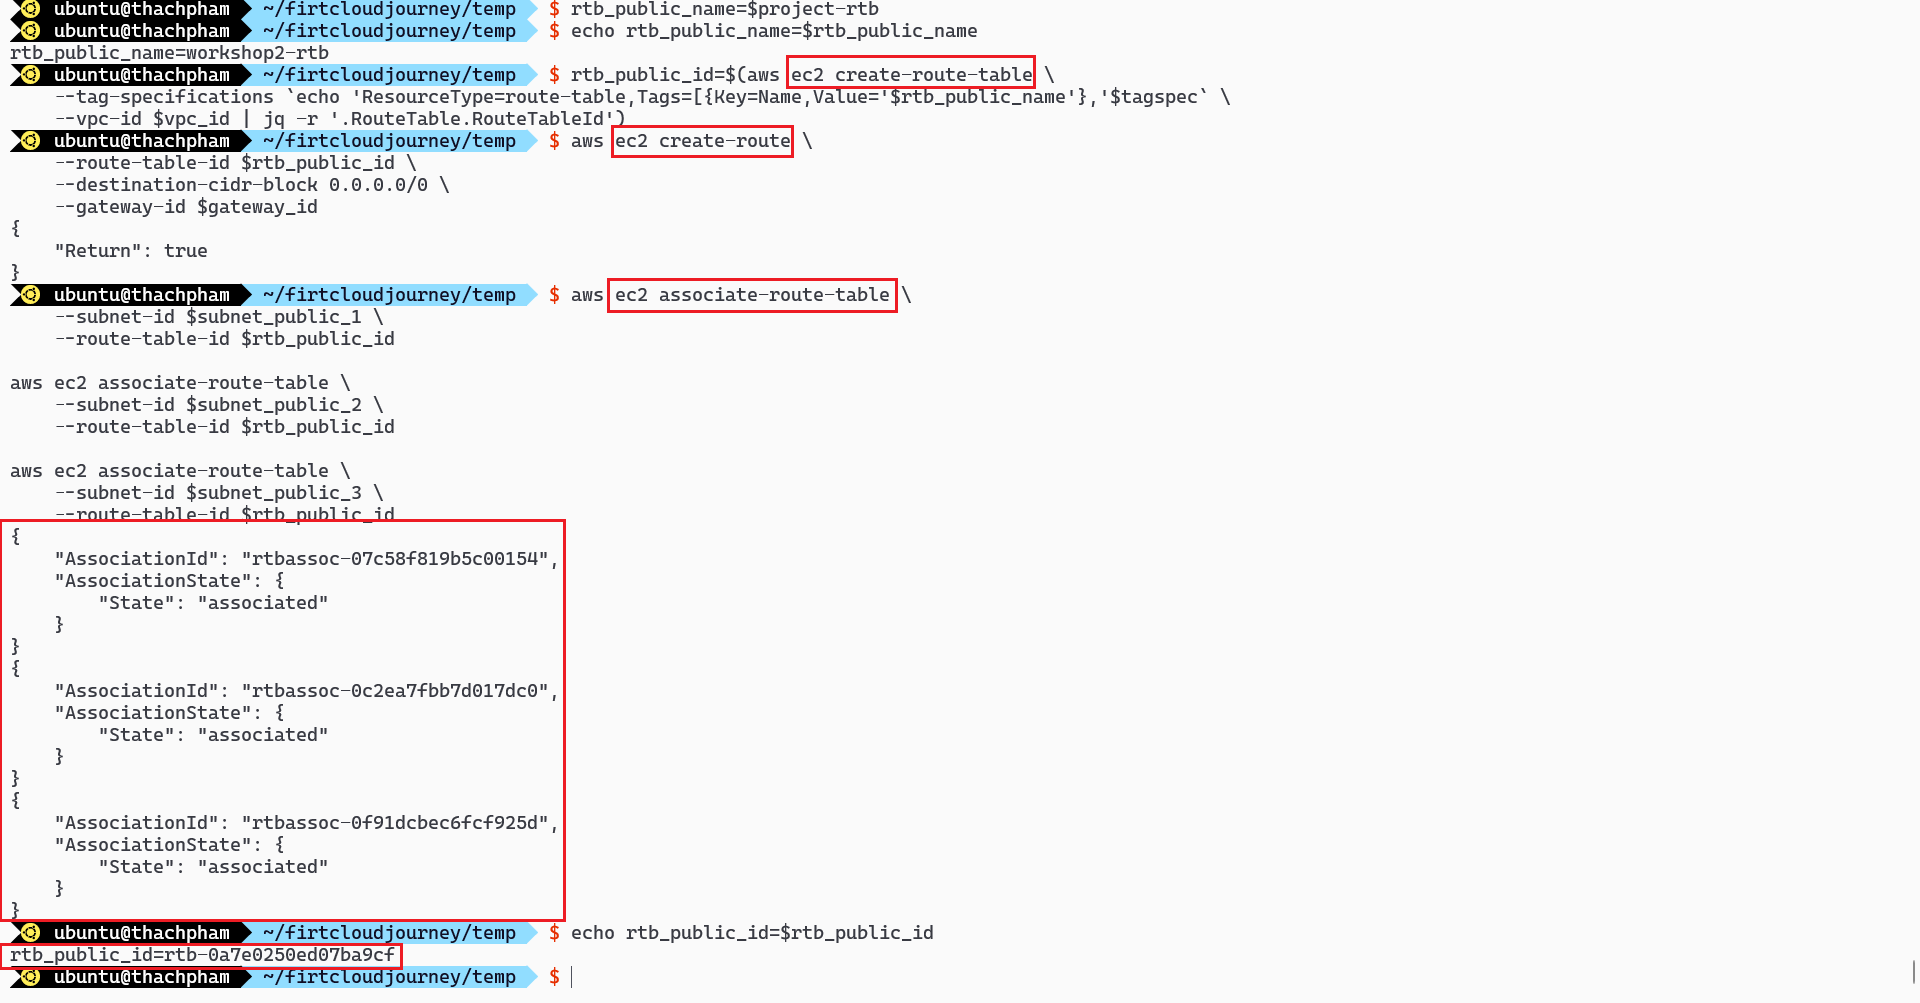 ubuntu@thachpham ~/firtcloudjourney/temp $ rtb_public_name=$project-rtb
ubuntu@thachpham ~/firtcloudjourney/temp $ echo rtb_public_name=$rtb_public_name
rtb_public_name=workshop2-rtb
ubuntu@thachpham ~/firtcloudjourney/temp $ rtb_public_id=$(aws ec2 create-route-table \
    --tag-specifications `echo 'ResourceType=route-table,Tags=[{Key=Name,Value='$rtb_public_name'},'$tagspec` \
    --vpc-id $vpc_id | jq -r '.RouteTable.RouteTableId')
ubuntu@thachpham ~/firtcloudjourney/temp $ aws ec2 create-route \
    --route-table-id $rtb_public_id \
    --destination-cidr-block 0.0.0.0/0 \
    --gateway-id $gateway_id
{
    "Return": true
}
ubuntu@thachpham ~/firtcloudjourney/temp $ aws ec2 associate-route-table \
    --subnet-id $subnet_public_1 \
    --route-table-id $rtb_public_id

aws ec2 associate-route-table \
    --subnet-id $subnet_public_2 \
    --route-table-id $rtb_public_id

aws ec2 associate-route-table \
    --subnet-id $subnet_public_3 \
    --route-table-id $rtb_public_id
{
    "AssociationId": "rtbassoc-07c58f819b5c00154",
    "AssociationState": {
        "State": "associated"
    }
}
{
    "AssociationId": "rtbassoc-0c2ea7fbb7d017dc0",
    "AssociationState": {
        "State": "associated"
    }
}
{
    "AssociationId": "rtbassoc-0f91dcbec6fcf925d",
    "AssociationState": {
        "State": "associated"
    }
}
ubuntu@thachpham ~/firtcloudjourney/temp $ echo rtb_public_id=$rtb_public_id
rtb_public_id=rtb-0a7e0250ed07ba9cf
ubuntu@thachpham ~/firtcloudjourney/temp $